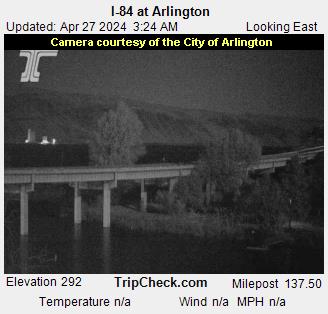 I-84 at Arlington
Updated: Apr 27 2024 3:24 AM Looking East
Camera courtesy of the City of Arlington
Elevation 292 TripCheck.com Milepost 137.50
Temperature n/a Wind n/a MPH n/a